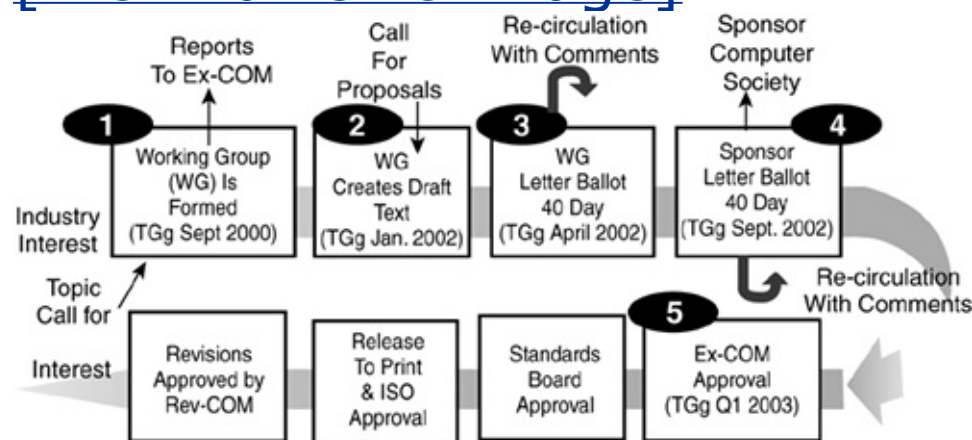 Reports
To Ex-COM
Call
For
Proposals
Re-circulation
With Comments
Sponsor
Computer
Society
1
Working Group
(WG) Is
Formed
(TGg Sept 2000)
2
WG
Creates Draft
Text
(TGg Jan. 2002)
3
WG
Letter Ballot
40 Day
(TGg April 2002)
4
Sponsor
Letter Ballot
40 Day
(TGg Sept. 2002)
Industry
Interest
Topic
Call for
Interest
Re-circulation
With Comments
Revisions
Approved by
Rev-COM
Release
To Print
& ISO
Approval
Standards
Board
Approval
5
Ex-COM
Approval
(TGg Q1 2003)